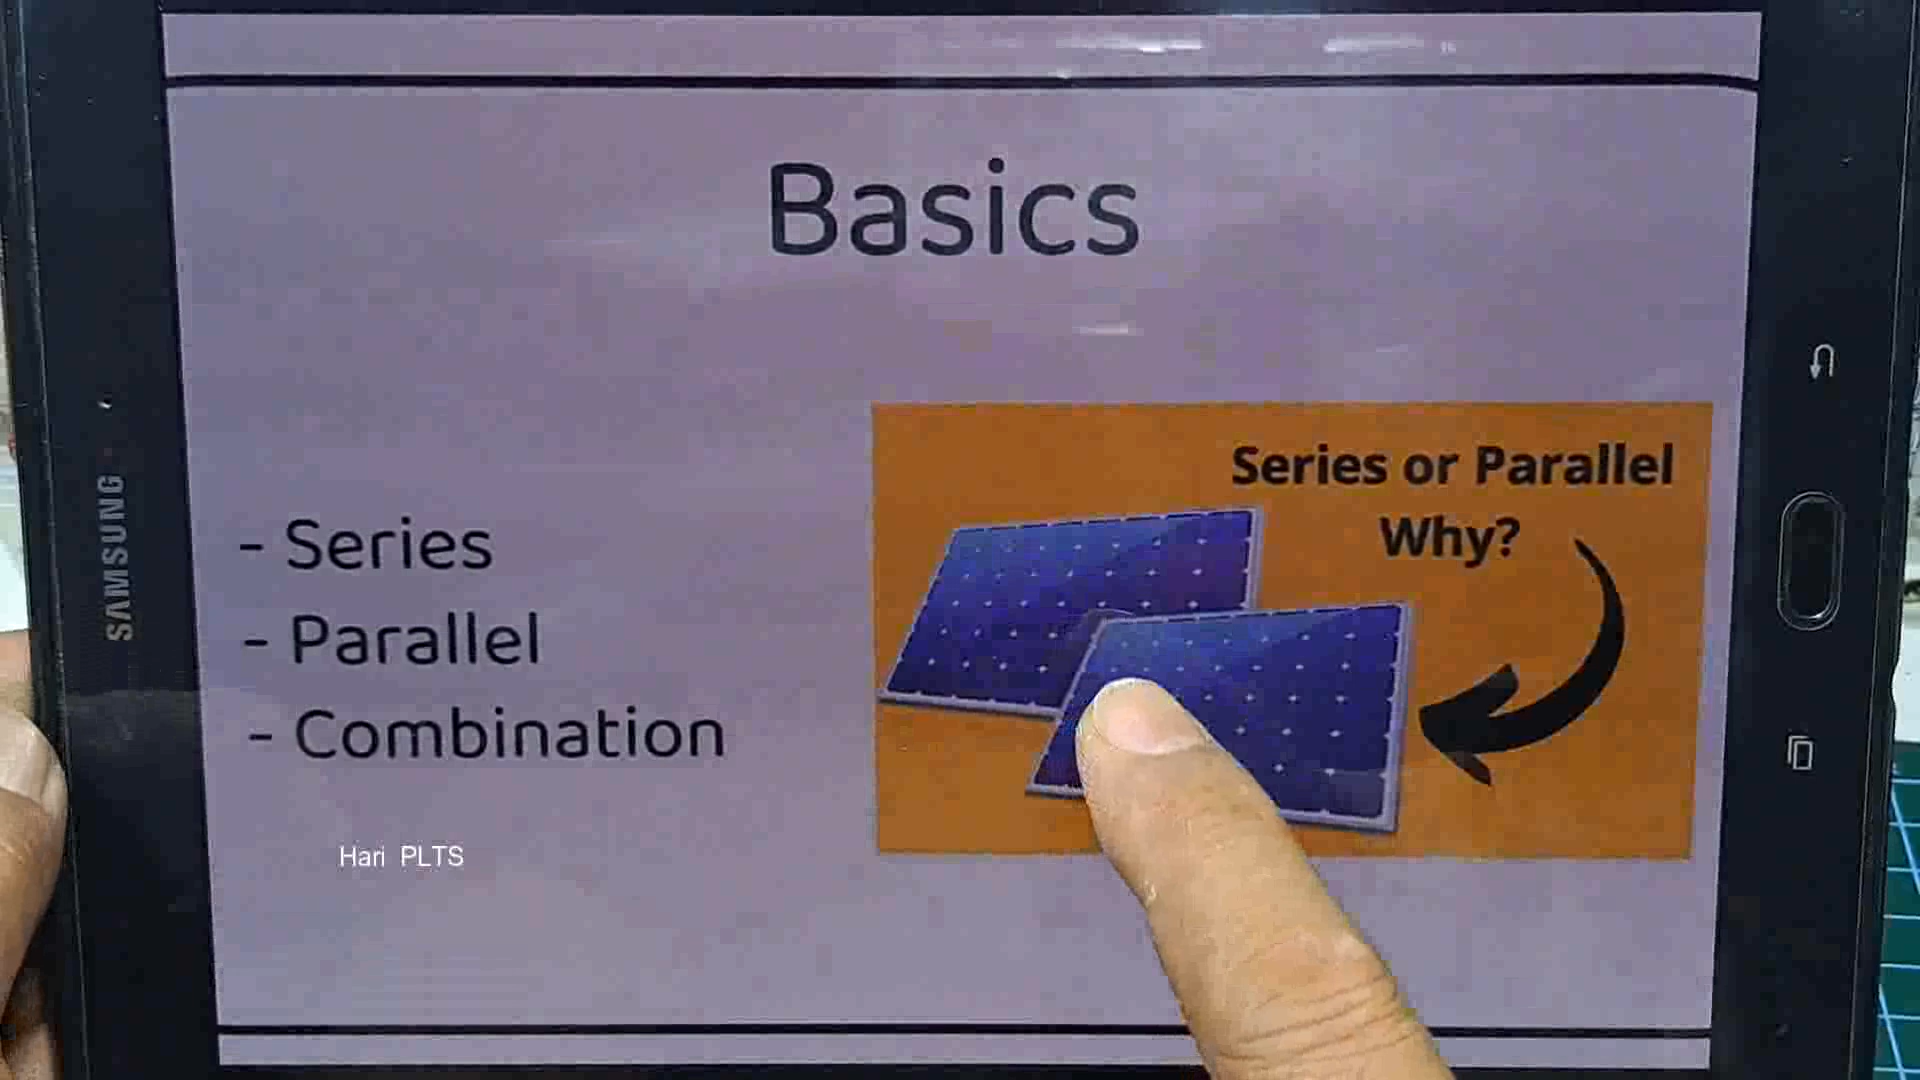 Basics
- Series
- Parallel
- Combination
Series or Parallel
Why?
Hari PLTS
SAMSUNG